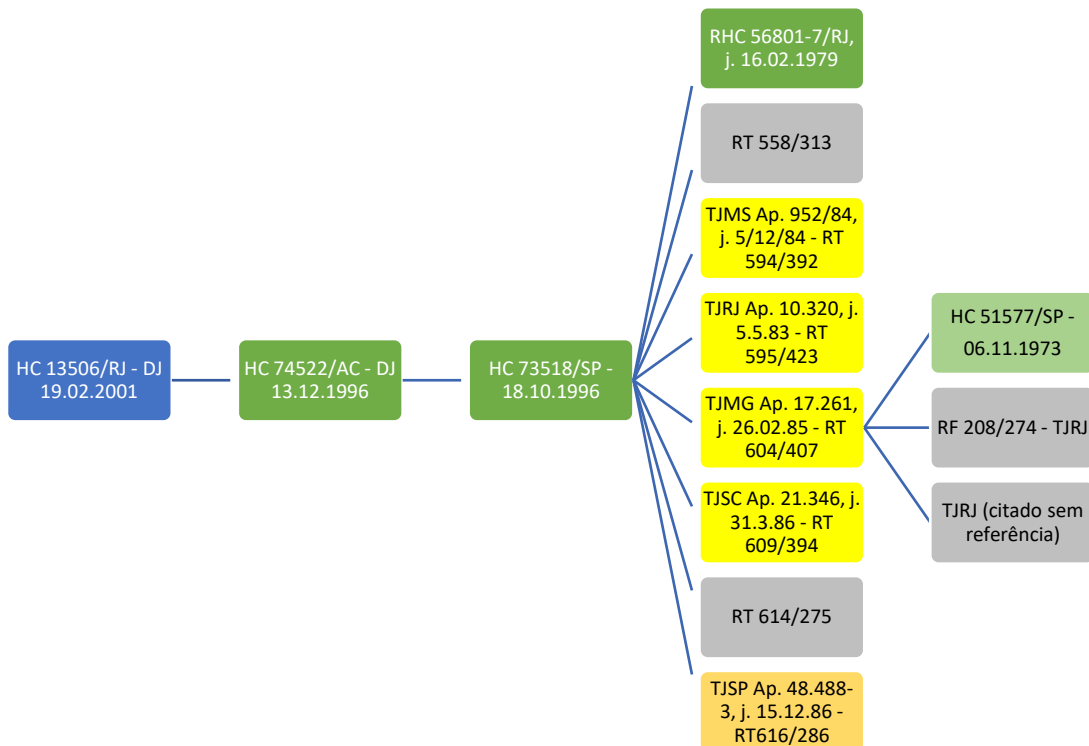 HC 13506/RJ - DJ
19.02.2001
HC 74522/AC - DJ
13.12.1996
HC 73518/SP -
18.10.1996
RHC 56801-7/RJ,
j. 16.02.1979
RT 558/313
TJMS Ap. 952/84,
j. 5/12/84 - RT
594/392
TJRJ Ap. 10.320, j.
5.5.83 - RT
595/423
TJMG Ap. 17.261,
j. 26.02.85 - RT
604/407
TJSC Ap. 21.346, j.
31.3.86 - RT
609/394
RT 614/275
TJSP Ap. 48.488-
3, j. 15.12.86 -
RT616/286
HC 51577/SP -
06.11.1973
RF 208/274 - TJRJ
TJRJ (citado sem
referência)